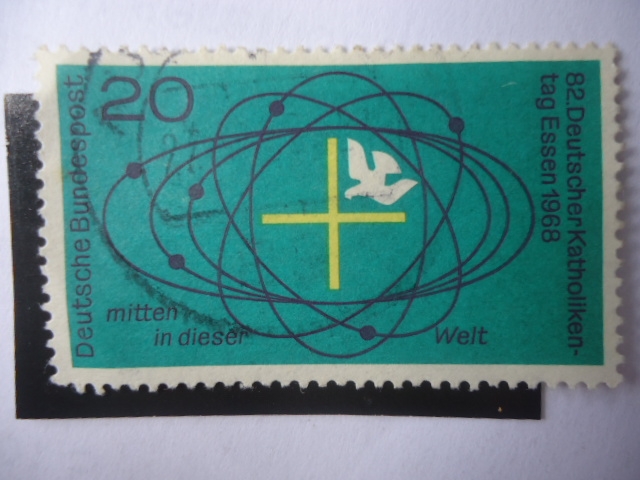 Deutsche Bundespost
20
82. Deutscher Katholiken-
tag Essen 1968
mitten
in dieser Welt